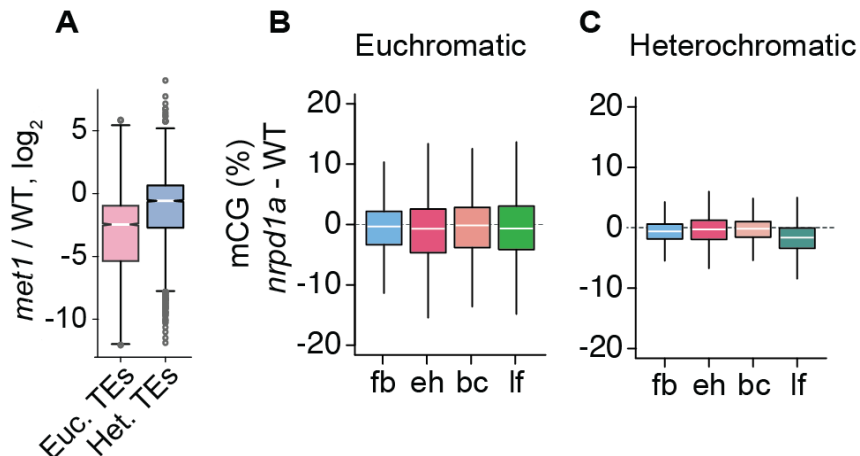 A
met1 / WT, log2
5
0
-5
-10
Euc. TEs
Het. TEs
B
Euchromatic
mCG (%)
nrpd1a - WT
20
10
0
-10
-20
fb eh bc lf
C
Heterochromatic
20
10
0
-10
-20
fb eh bc lf